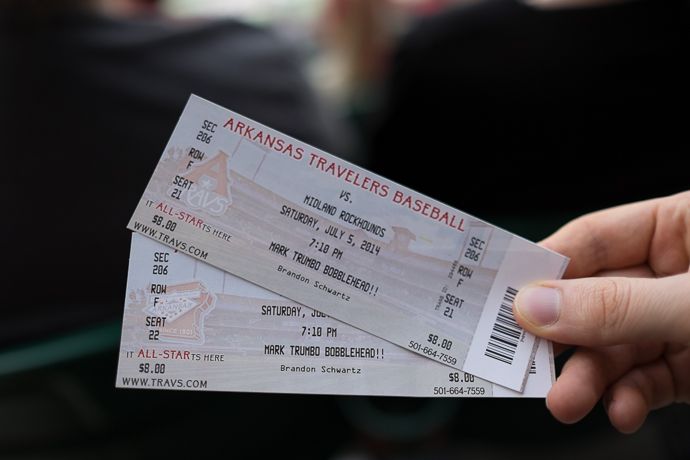 ARKANSAS TRAVELERS BASEBALL
SEC
206
ROW
F
SEAT
21
VS.
MIDLAND ROCKHOUNDS
SATURDAY, JULY 5, 2014
7:10 PM
MARK TRUMBO BOBBLEHEAD!!
Brandon Schwartz
IT ALL-STARTS HERE
$8.00
WWW.TRAVS.COM
SEC
206
ROW
F
SEAT
21
$8.00
501-664-7559
SEC
206
ROW
F
SEAT
22
SINCE 1901
SATURDAY, JUL
7:10 PM
MARK TRUMBO BOBBLEHEAD!!
Brandon Schwartz
IT ALL-STARTS HERE
$8.00
WWW.TRAVS.COM
$8.00
501-664-7559